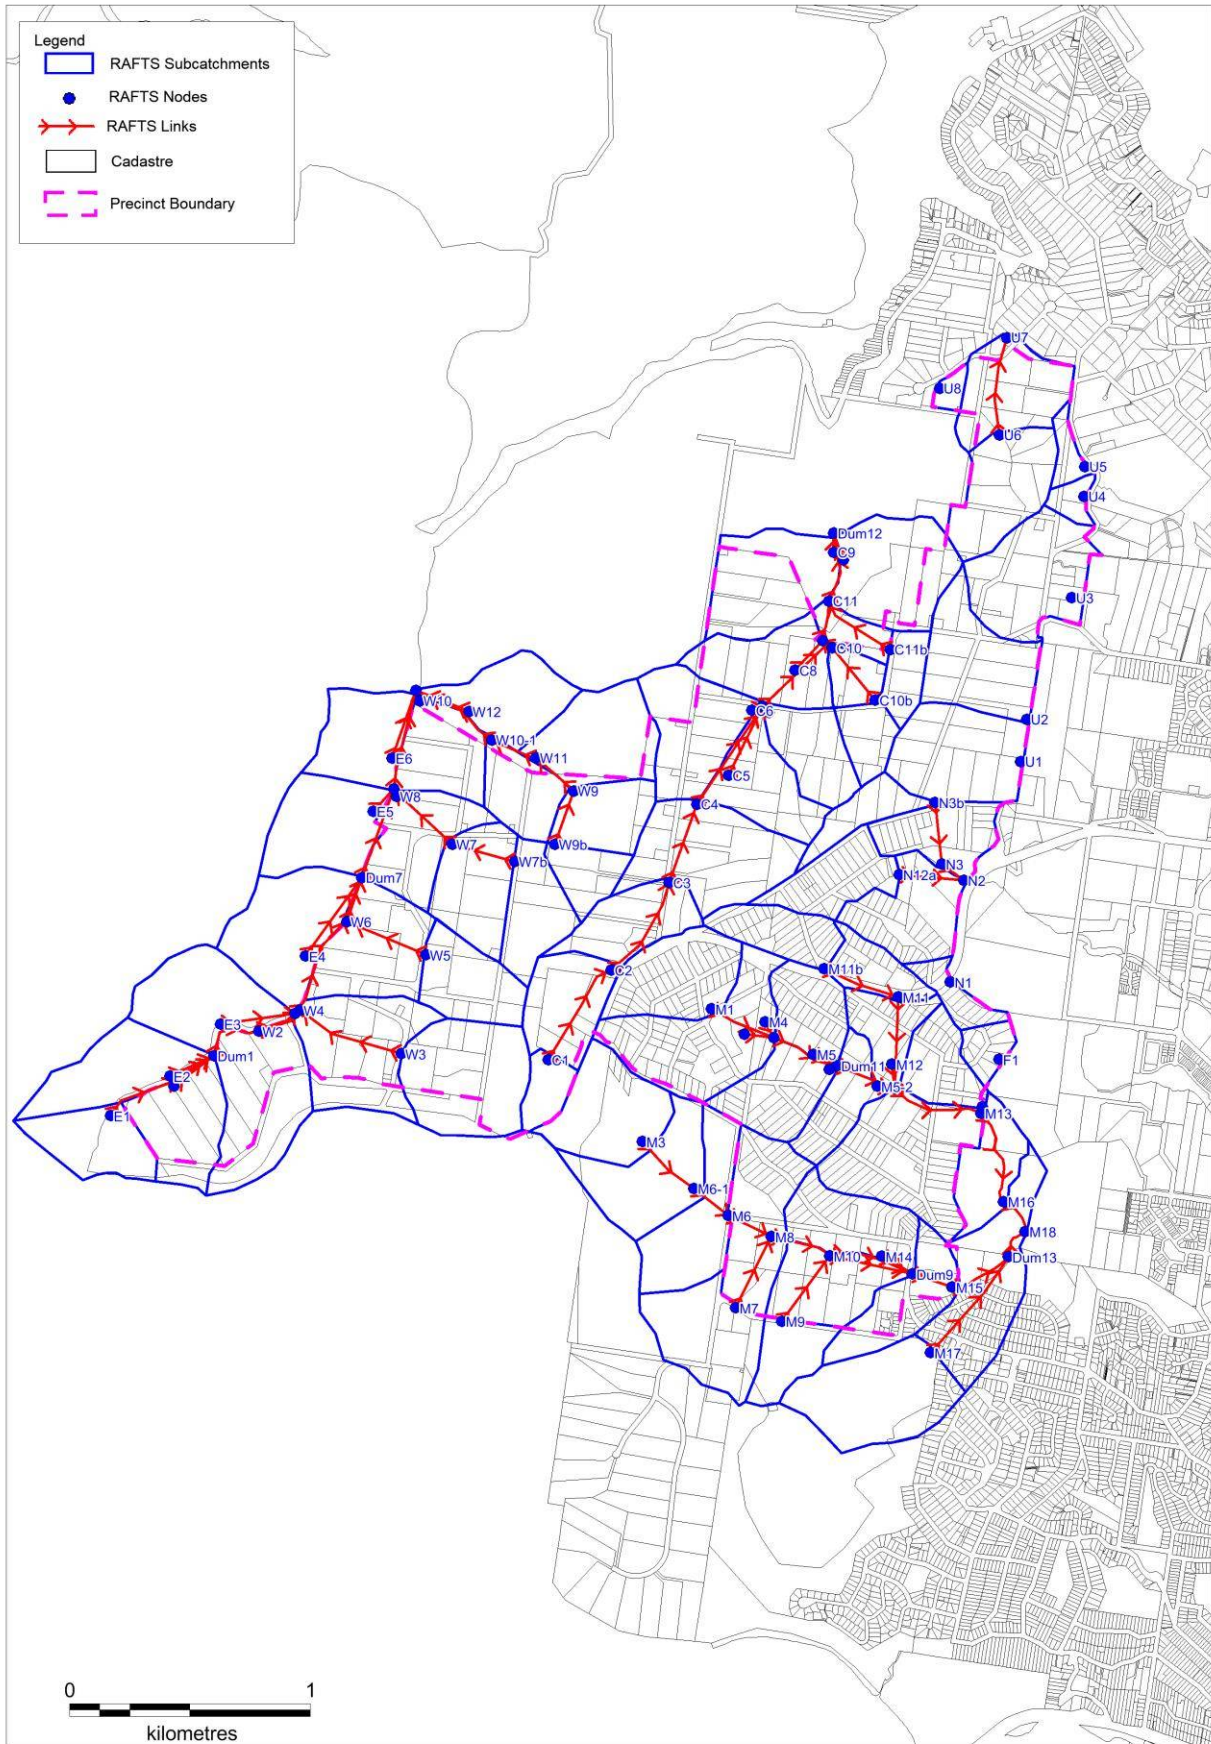 Legend
RAFTS Subcatchments
RAFTS Nodes
RAFTS Links
Cadastre
Precinct Boundary
U7
U8
U6
U5
U4
Dum12
C9
U3
C11
C10
C11b
C8
W10
W12
C10b
C6
U2
W10-1
W11
E6
U1
C5
W9
W8
C4
N3b
E5
W7
W9b
W7b
N3
N12a
N2
Dum7
C3
W6
W5
E4
C2
M11b
N1
M11
W4
M1
E3
W2
M4
W3
Dum1
M5
C1
F1
Dum11
M12
E2
M5-2
E1
M13
M3
M6-1
M16
M6
M18
M8
M10
M14
Dum13
Dum9
M15
M7
M9
M17
0 1
kilometres